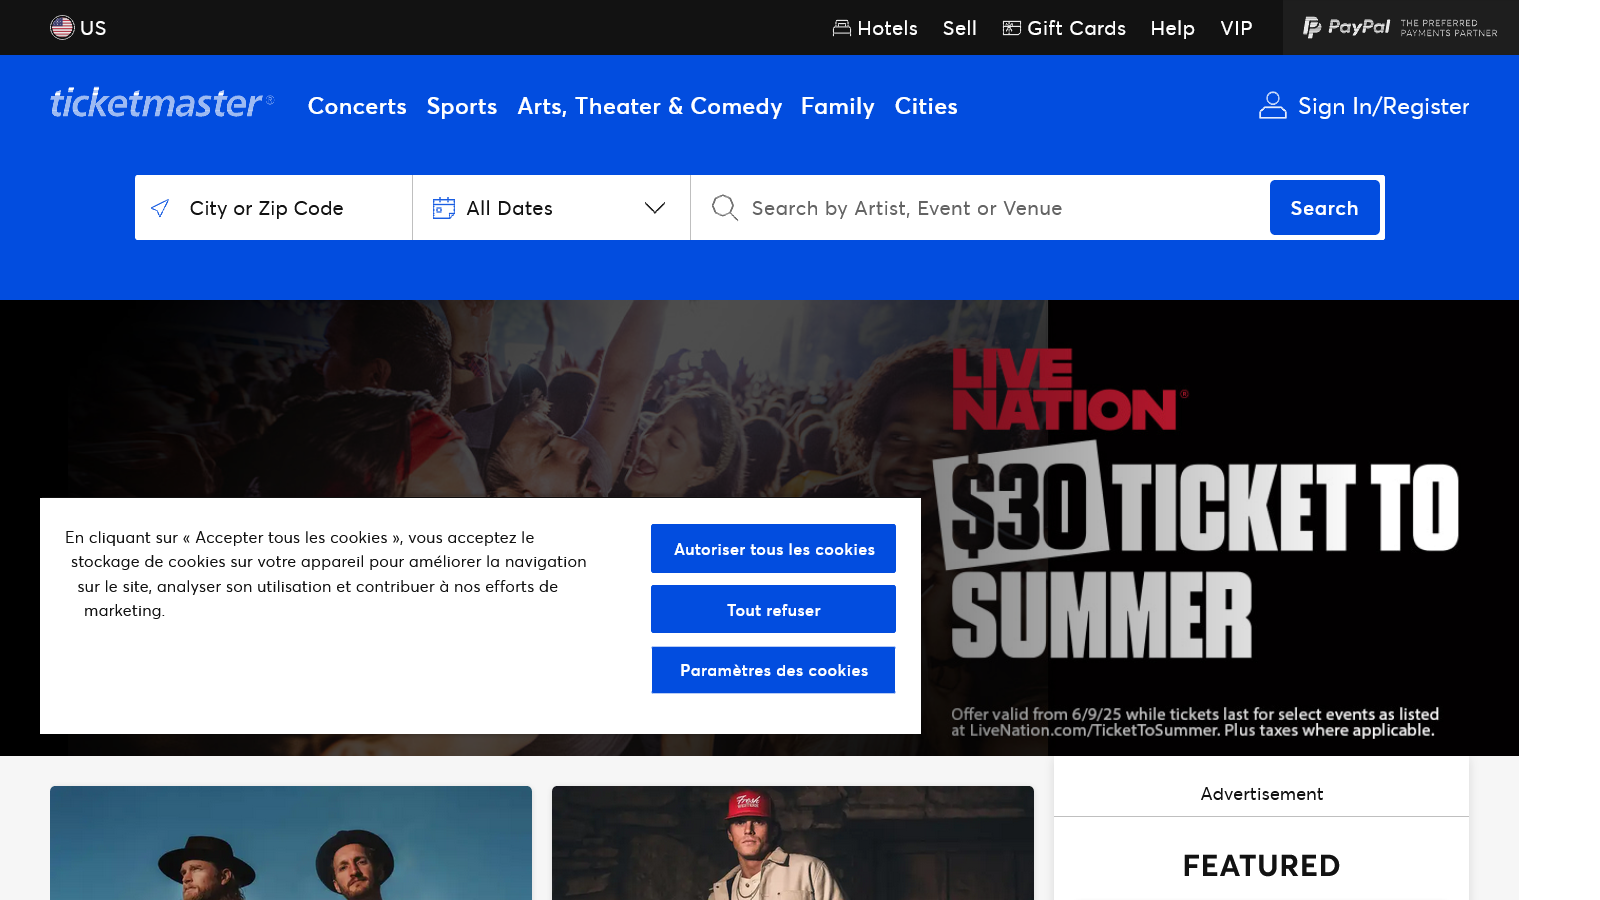 US
Hotels
Sell
Gift Cards
Help
VIP
PayPal
THE PREFERRED
PAYMENTS PARTNER
ticketmaster®
Concerts
Sports
Arts, Theater & Comedy
Family
Cities
Sign In/Register
City or Zip Code
All Dates
Search by Artist, Event or Venue
Search
LIVE
NATION®
$30 TICKET TO
SUMMER
Offer valid from 6/9/25 while tickets last for select events as listed
at LiveNation.com/TicketToSummer. Plus taxes where applicable.
En cliquant sur « Accepter tous les cookies », vous acceptez le
stockage de cookies sur votre appareil pour améliorer la navigation
sur le site, analyser son utilisation et contribuer à nos efforts de
marketing.
Autoriser tous les cookies
Tout refuser
Paramètres des cookies
Fresh
Advertisement
FEATURED